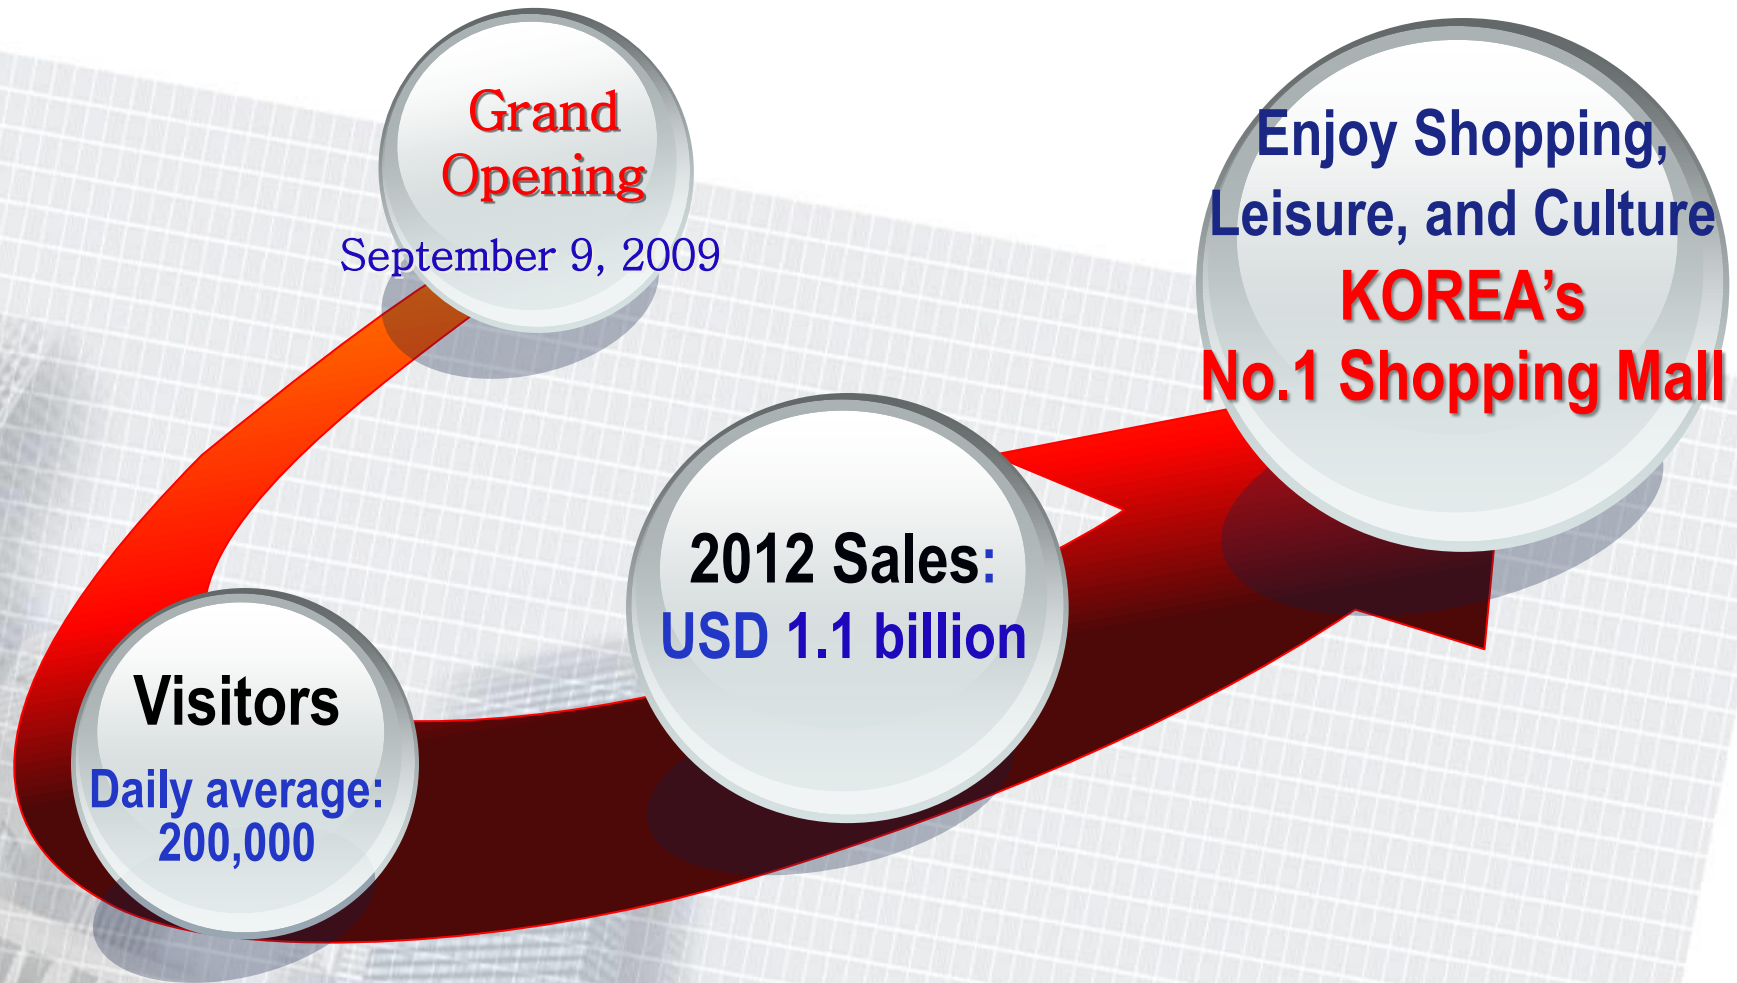 Grand
Opening
September 9, 2009
Visitors
Daily average:
200,000
2012 Sales:
USD 1.1 billion
Enjoy Shopping,
Leisure, and Culture
KOREA’s
No.1 Shopping Mall